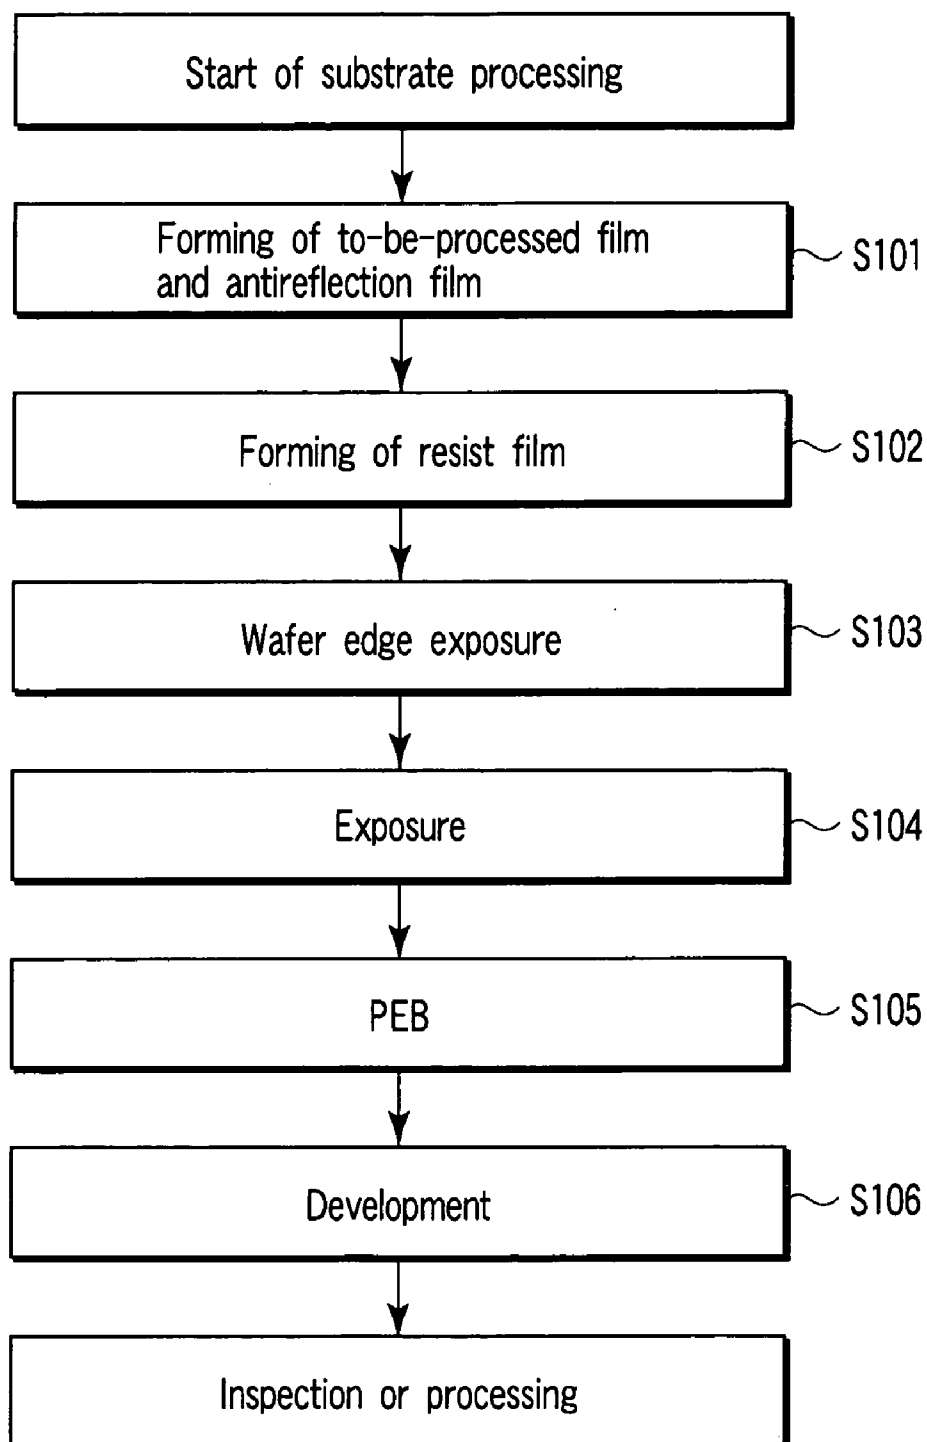 Start of substrate processing
Forming of to-be-processed film
and antireflection film
S101
Forming of resist film
S102
Wafer edge exposure
S103
Exposure
S104
PEB
S105
Development
S106
Inspection or processing